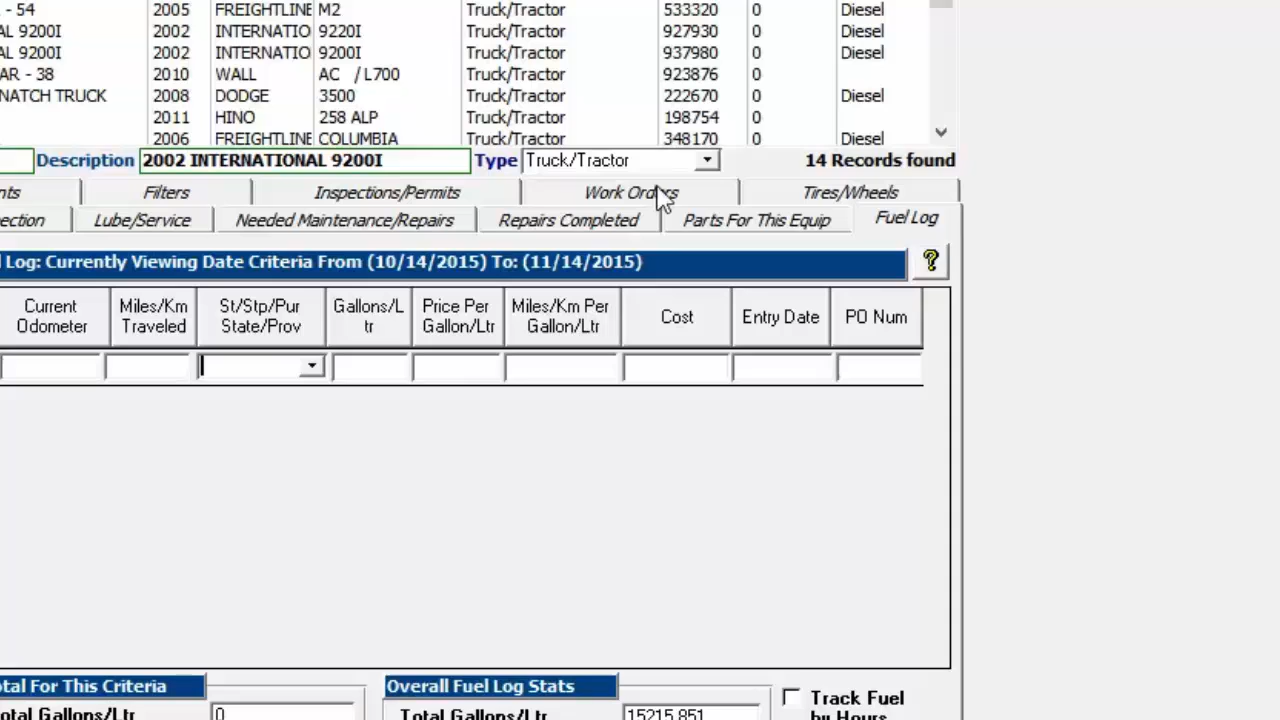 - 54 2005 FREIGHTLINE M2 Truck/Tractor 533320 0 Diesel
AL 9200I 2002 INTERNATIO 9220I Truck/Tractor 927930 0 Diesel
AL 9200I 2002 INTERNATIO 9200I Truck/Tractor 937980 0 Diesel
AR - 38 2010 WALL AC / L700 Truck/Tractor 923876 0
NATCH TRUCK 2008 DODGE 3500 Truck/Tractor 222670 0 Diesel
2011 HINO 258 ALP Truck/Tractor 198754 0
2006 FREIGHTLINE COLUMBIA Truck/Tractor 348170 0 Diesel
Description 2002 INTERNATIONAL 9200I Type Truck/Tractor 14 Records found
nts Filters Inspections/Permits Work Orders Tires/Wheels
ection Lube/Service Needed Maintenance/Repairs Repairs Completed Parts For This Equip Fuel Log
Log: Currently Viewing Date Criteria From (10/14/2015) To: (11/14/2015) ?
Current Miles/Km St/Stp/Pur Gallons/L Price Per Miles/Km Per Cost Entry Date PO Num
Odometer Traveled State/Prov tr Gallon/Ltr Gallon/Ltr
otal For This Criteria Overall Fuel Log Stats Track Fuel
otal Gallons/Ltr 0 Total Gallons/Ltr 15215.851 by Hours